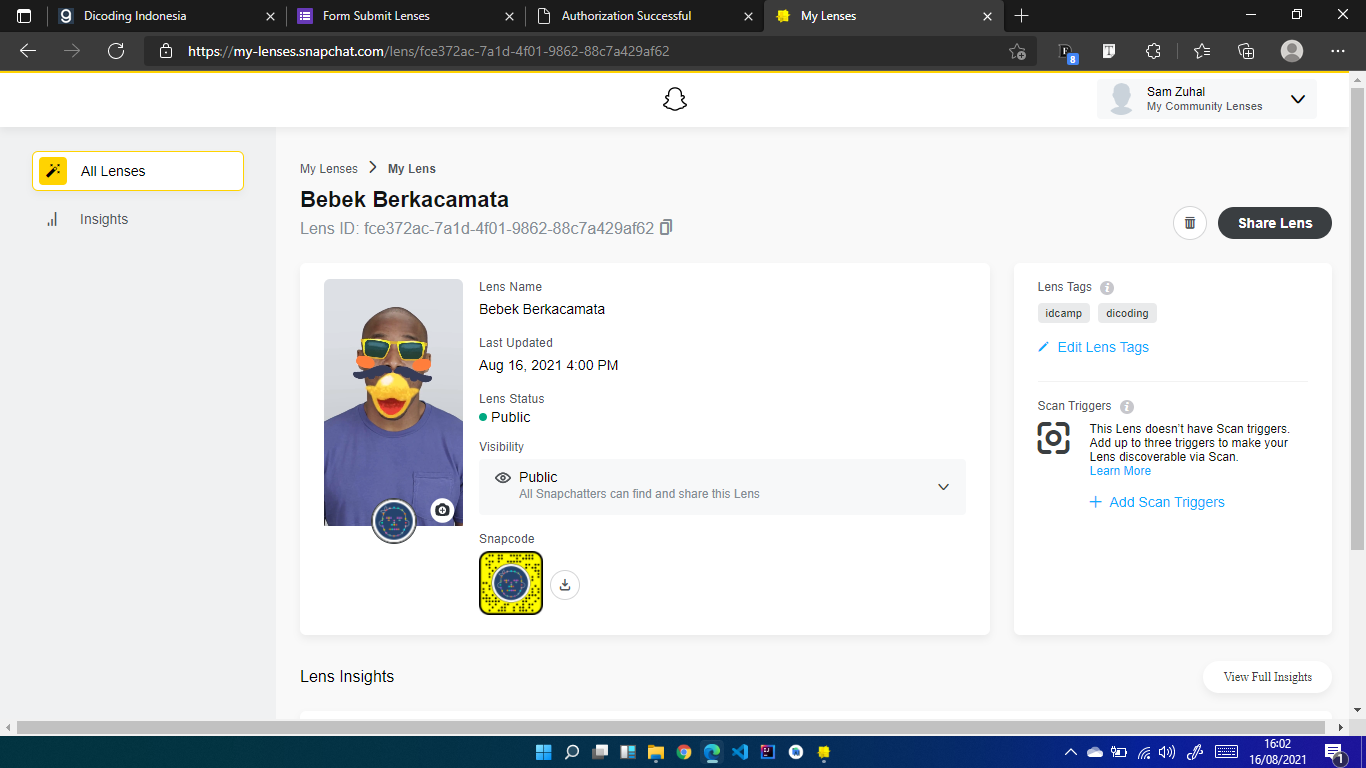 Dicoding Indonesia
Form Submit Lenses
Authorization Successful
My Lenses
https://my-lenses.snapchat.com/lens/fce372ac-7a1d-4f01-9862-88c7a429af62
8
Sam Zuhal
My Community Lenses
All Lenses
Insights
My Lenses > My Lens
Bebek Berkacamata
Lens ID: fce372ac-7a1d-4f01-9862-88c7a429af62
Share Lens
Lens Name
Bebek Berkacamata
Last Updated
Aug 16, 2021 4:00 PM
Lens Status
Public
Visibility
Public
All Snapchatters can find and share this Lens
Snapcode
Lens Tags
idcamp dicoding
Edit Lens Tags
Scan Triggers
This Lens doesn't have Scan triggers.
Add up to three triggers to make your
Lens discoverable via Scan.
Learn More
+ Add Scan Triggers
Lens Insights
View Full Insights
16:02
16/08/2021
1